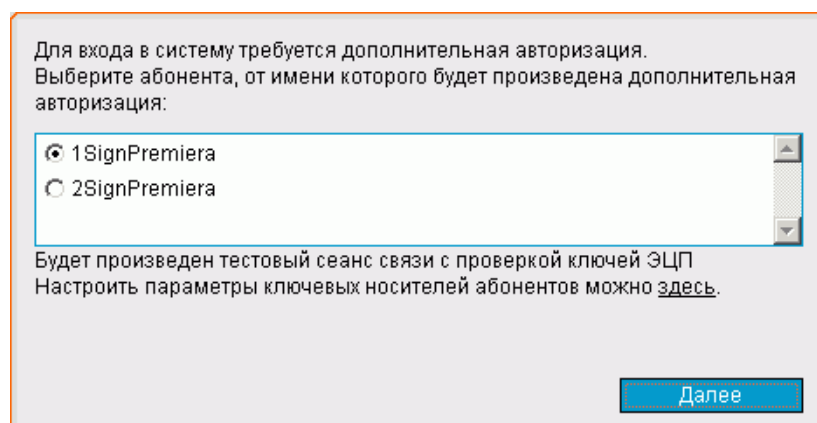 Для входа в систему требуется дополнительная авторизация.
Выберите абонента, от имени которого будет произведена дополнительная
авторизация:
1SignPremiera
2SignPremiera
Будет произведен тестовый сеанс связи с проверкой ключей ЭЦП
Настроить параметры ключевых носителей абонентов можно здесь.
Далее